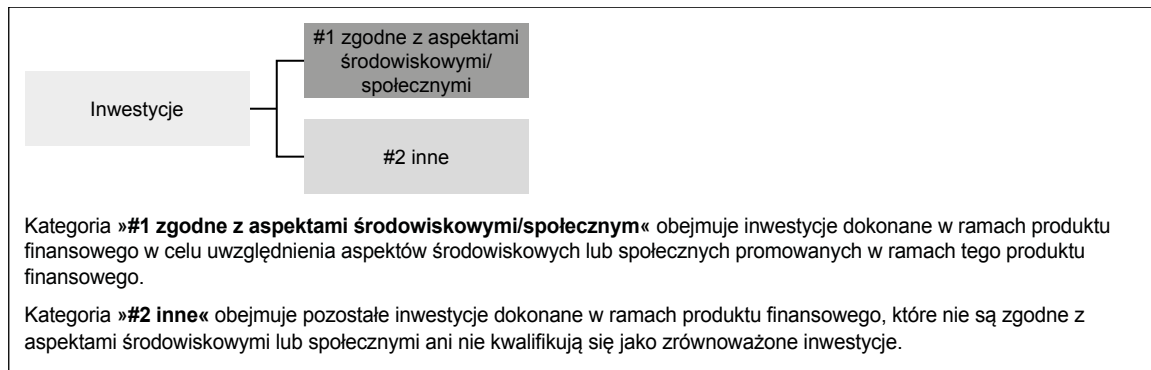 #1 zgodne z aspektami
środowiskowymi/
społecznymi
Inwestycje
#2 inne
Kategoria »#1 zgodne z aspektami środowiskowymi/społecznym« obejmuje inwestycje dokonane w ramach produktu
finansowego w celu uwzględnienia aspektów środowiskowych lub społecznych promowanych w ramach tego produktu
finansowego.
Kategoria »#2 inne« obejmuje pozostałe inwestycje dokonane w ramach produktu finansowego, które nie są zgodne z
aspektami środowiskowymi lub społecznymi ani nie kwalifikują się jako zrównoważone inwestycje.